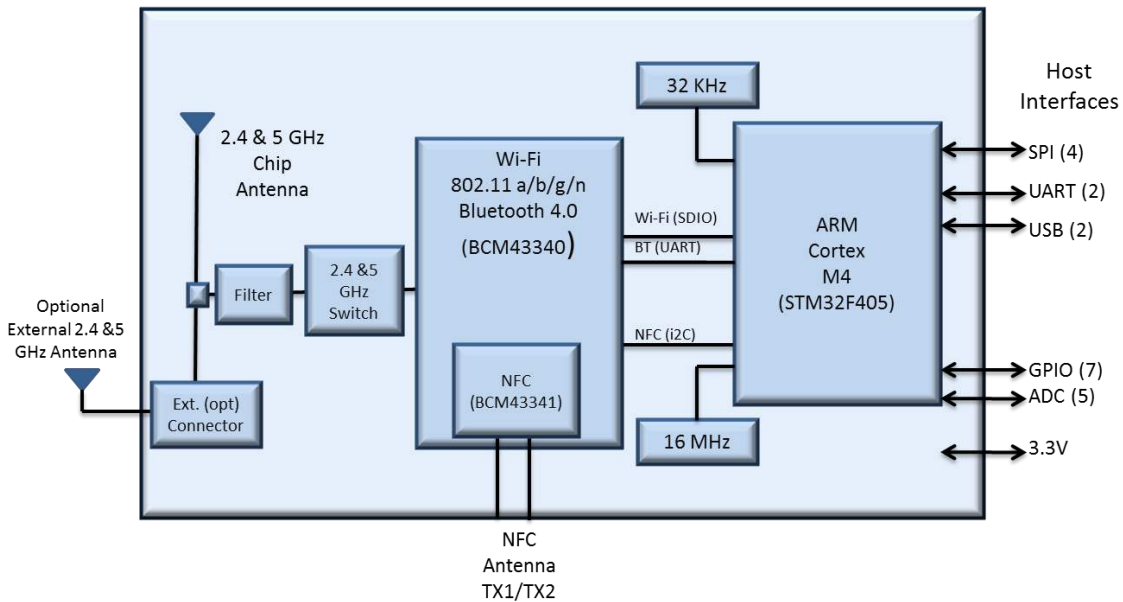 Host
Interfaces
32 KHz
2.4 & 5 GHz
Chip
Antenna
Wi-Fi
802.11 a/b/g/n
Bluetooth 4.0
(BCM43340)
SPI (4)
UART (2)
USB (2)
Wi-Fi (SDIO)
BT (UART)
ARM
Cortex
M4
(STM32F405)
Filter
2.4 &5
GHz
Switch
Optional
External 2.4 &5
GHz Antenna
NFC (i2C)
GPIO (7)
ADC (5)
NFC
(BCM43341)
Ext. (opt)
Connector
16 MHz
3.3V
NFC
Antenna
TX1/TX2